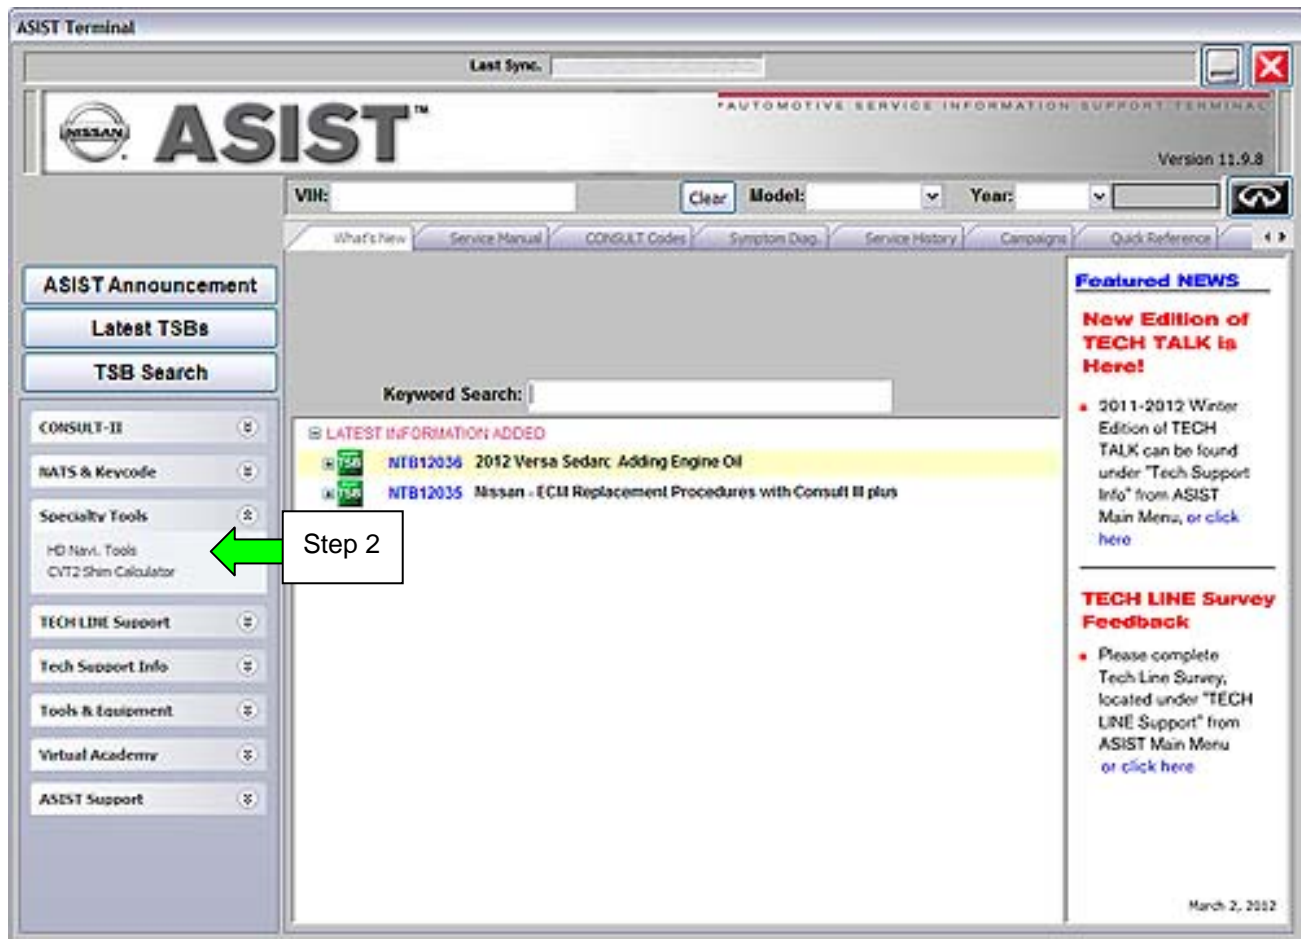 ASIST Terminal
Last Sync.
NISSAN
ASIST™
AUTOMOTIVE SERVICE INFORMATION SUPPORT TERMINAL
Version 11.9.8
VIN:
Clear
Model:
Year:
What's New
Service Manual
CONSULT Codes
Symptom Diag.
Service History
Campaigns
Quick Reference
ASIST Announcement
Latest TSBs
TSB Search
CONSULT-II
NATS & Keycode
Specialty Tools
HD Navi. Tools
CVT2 Shim Calculator
TECH LINE Support
Tech Support Info
Tools & Equipment
Virtual Academy
ASIST Support
Step 2
Keyword Search:
LATEST INFORMATION ADDED
TSB NTB12036 2012 Versa Sedan: Adding Engine Oil
TSB NTB12035 Nissan - ECM Replacement Procedures with Consult III plus
Featured NEWS
New Edition of
TECH TALK is
Here!
2011-2012 Winter
Edition of TECH
TALK can be found
under "Tech Support
Info" from ASIST
Main Menu, or click
here
TECH LINE Survey
Feedback
Please complete
Tech Line Survey,
located under "TECH
LINE Support" from
ASIST Main Menu
or click here
March 2, 2012